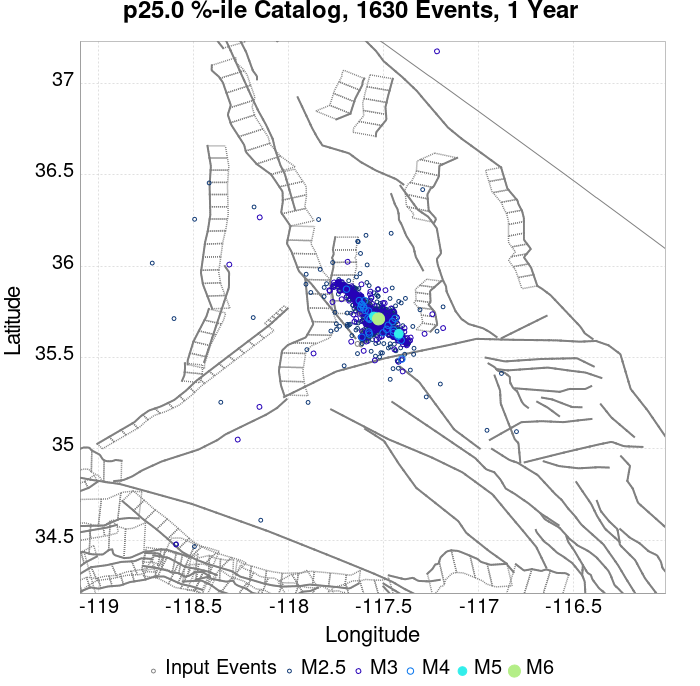 p25.0 %-ile Catalog, 1630 Events, 1 Year
37
36.5
36
35.5
35
34.5
Latitude
-119 -118.5 -118 -117.5 -117 -116.5
Longitude
Input Events M2.5 M3 M4 M5 M6